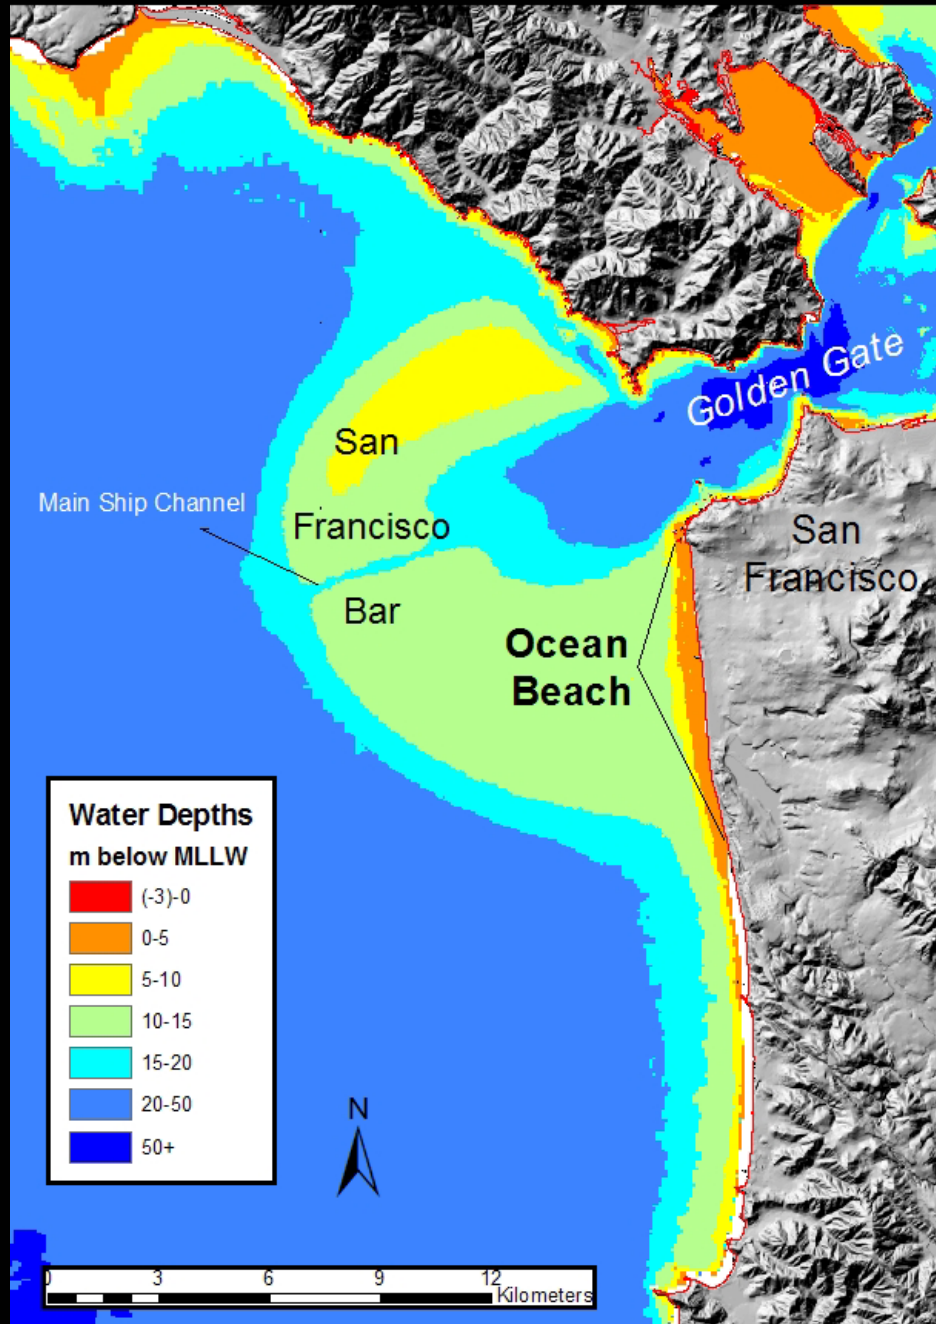 Golden Gate
San
Main Ship Channel
Francisco
San
Francisco
Bar
Ocean
Beach
Water Depths
m below MLLW
(-3)-0
0-5
5-10
10-15
15-20
20-50
50+
N
0 3 6 9 12
Kilometers